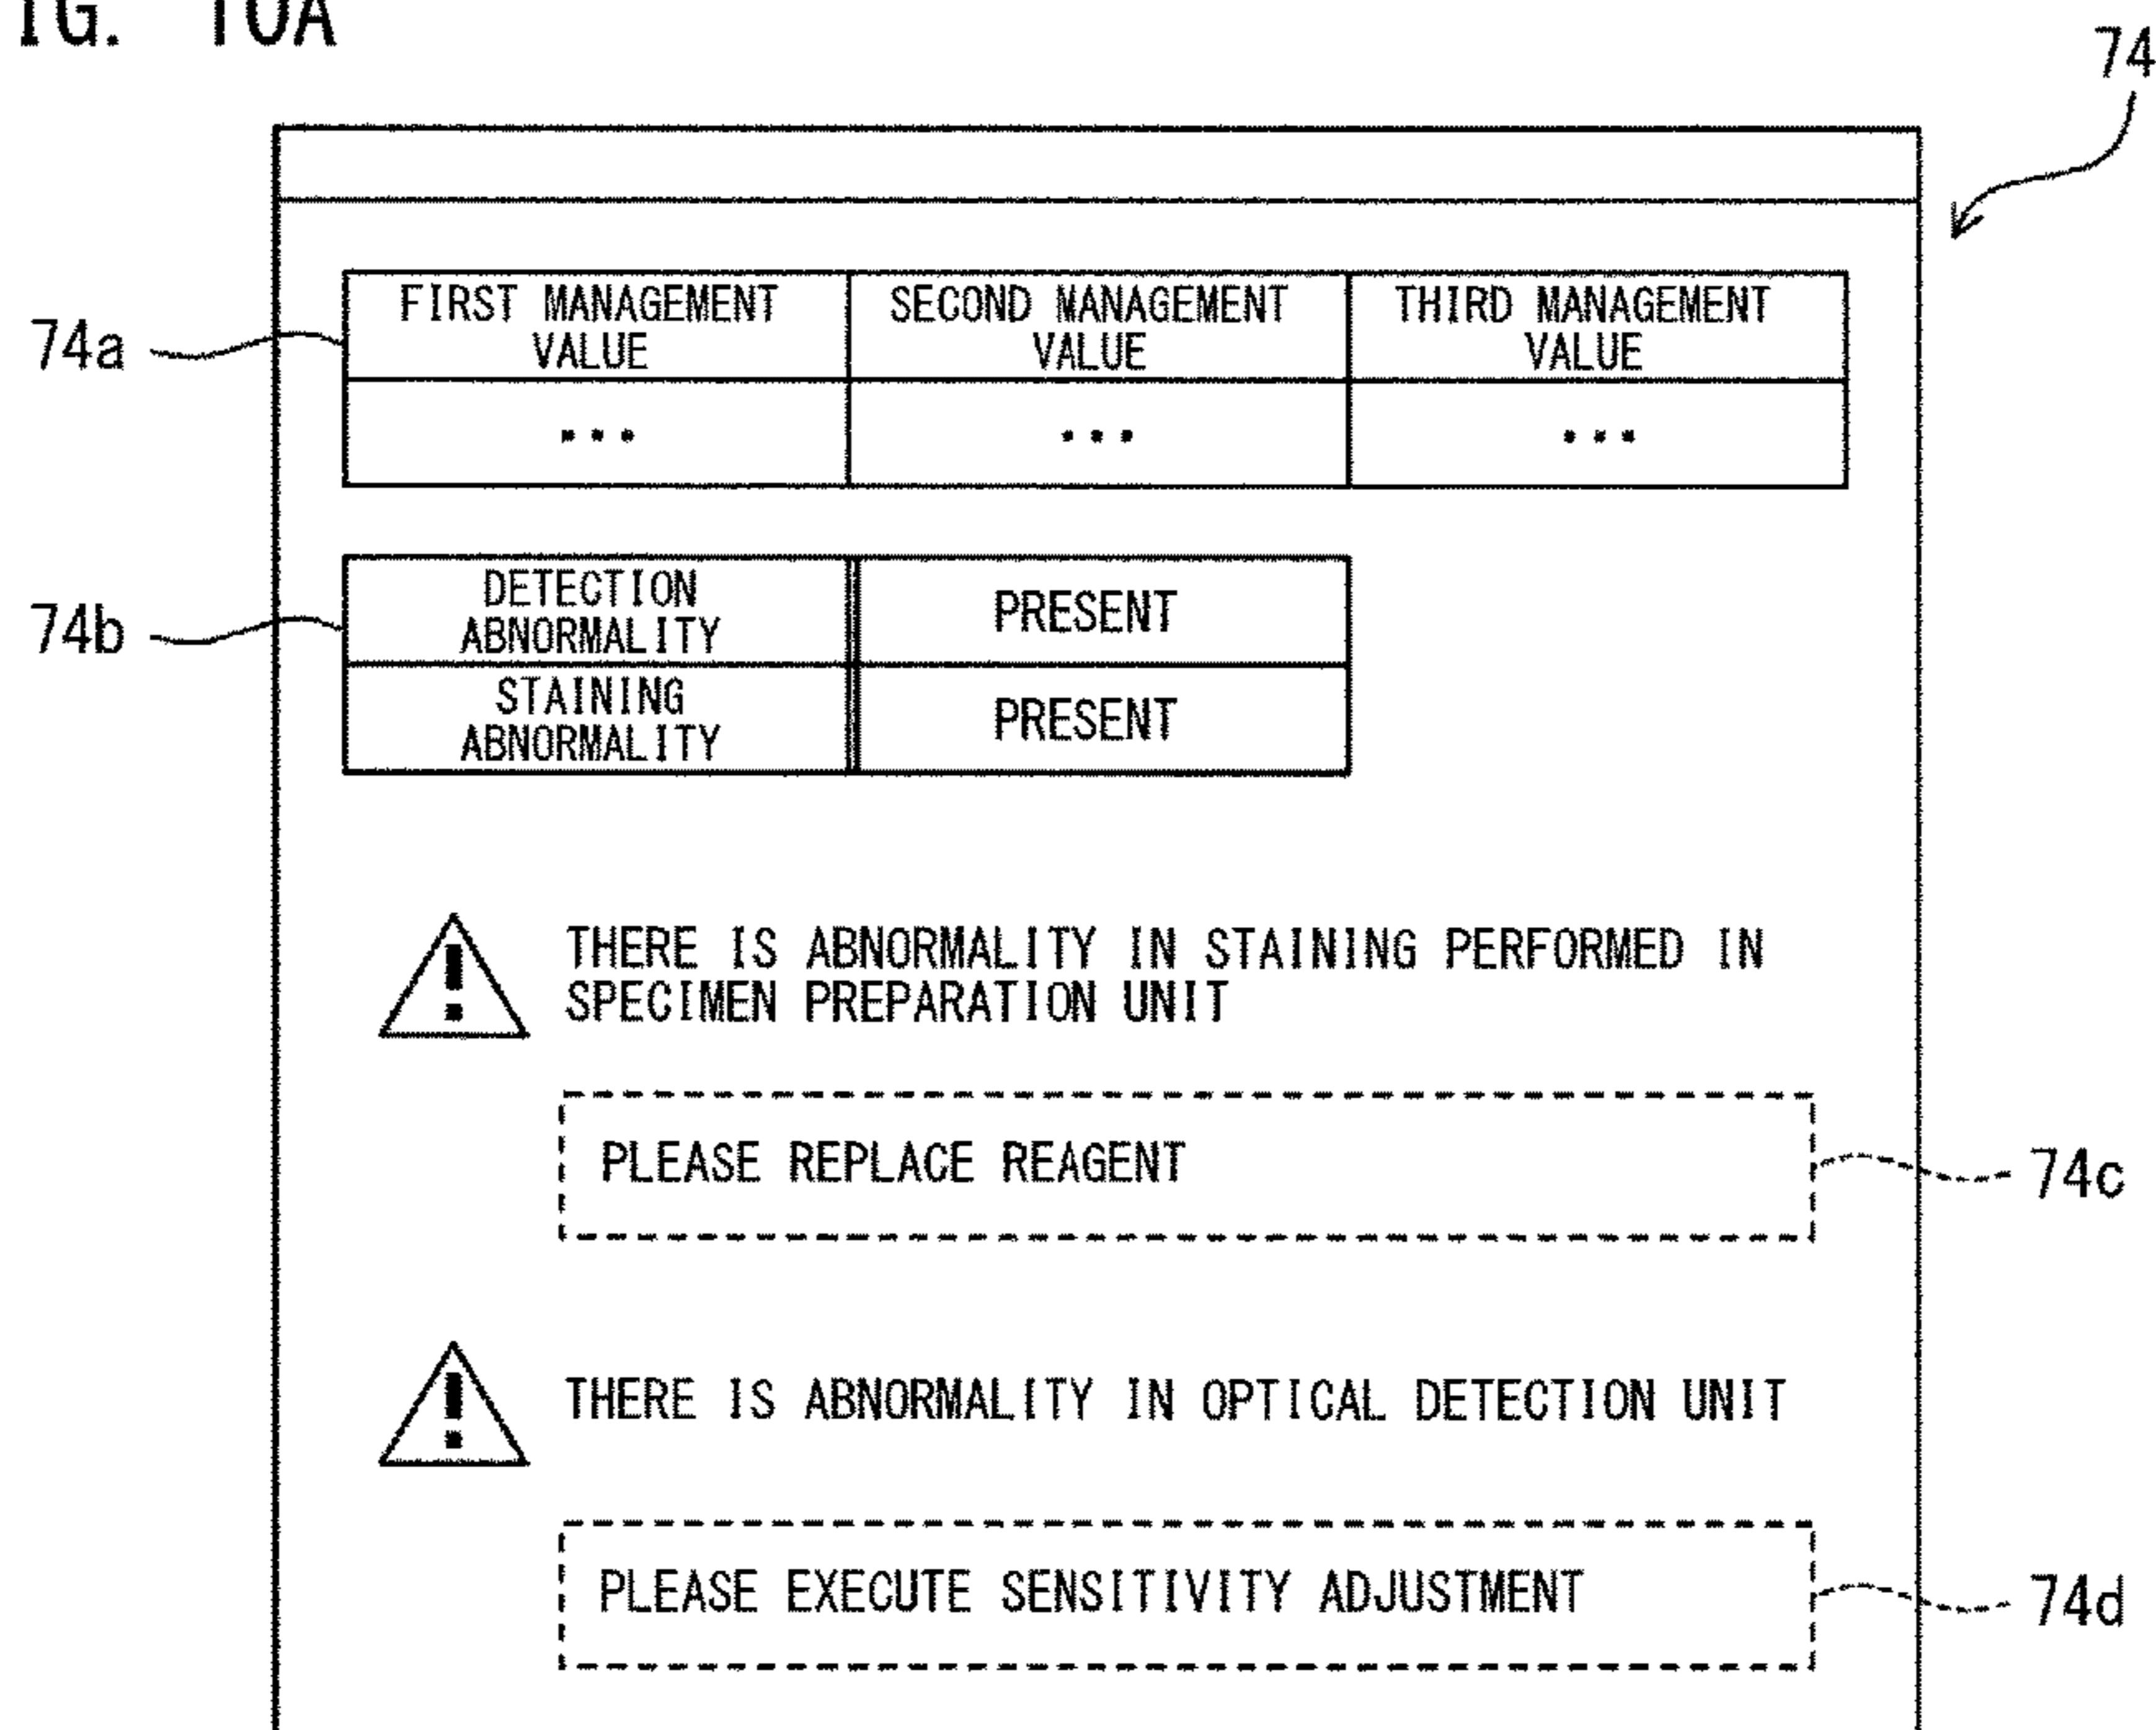 IG. 10A
74
FIRST MANAGEMENT VALUE
SECOND MANAGEMENT VALUE
THIRD MANAGEMENT VALUE
74a
...
...
...
DETECTION ABNORMALITY
PRESENT
74b
STAINING ABNORMALITY
PRESENT
THERE IS ABNORMALITY IN STAINING PERFORMED IN
SPECIMEN PREPARATION UNIT
PLEASE REPLACE REAGENT
74c
THERE IS ABNORMALITY IN OPTICAL DETECTION UNIT
PLEASE EXECUTE SENSITIVITY ADJUSTMENT
74d